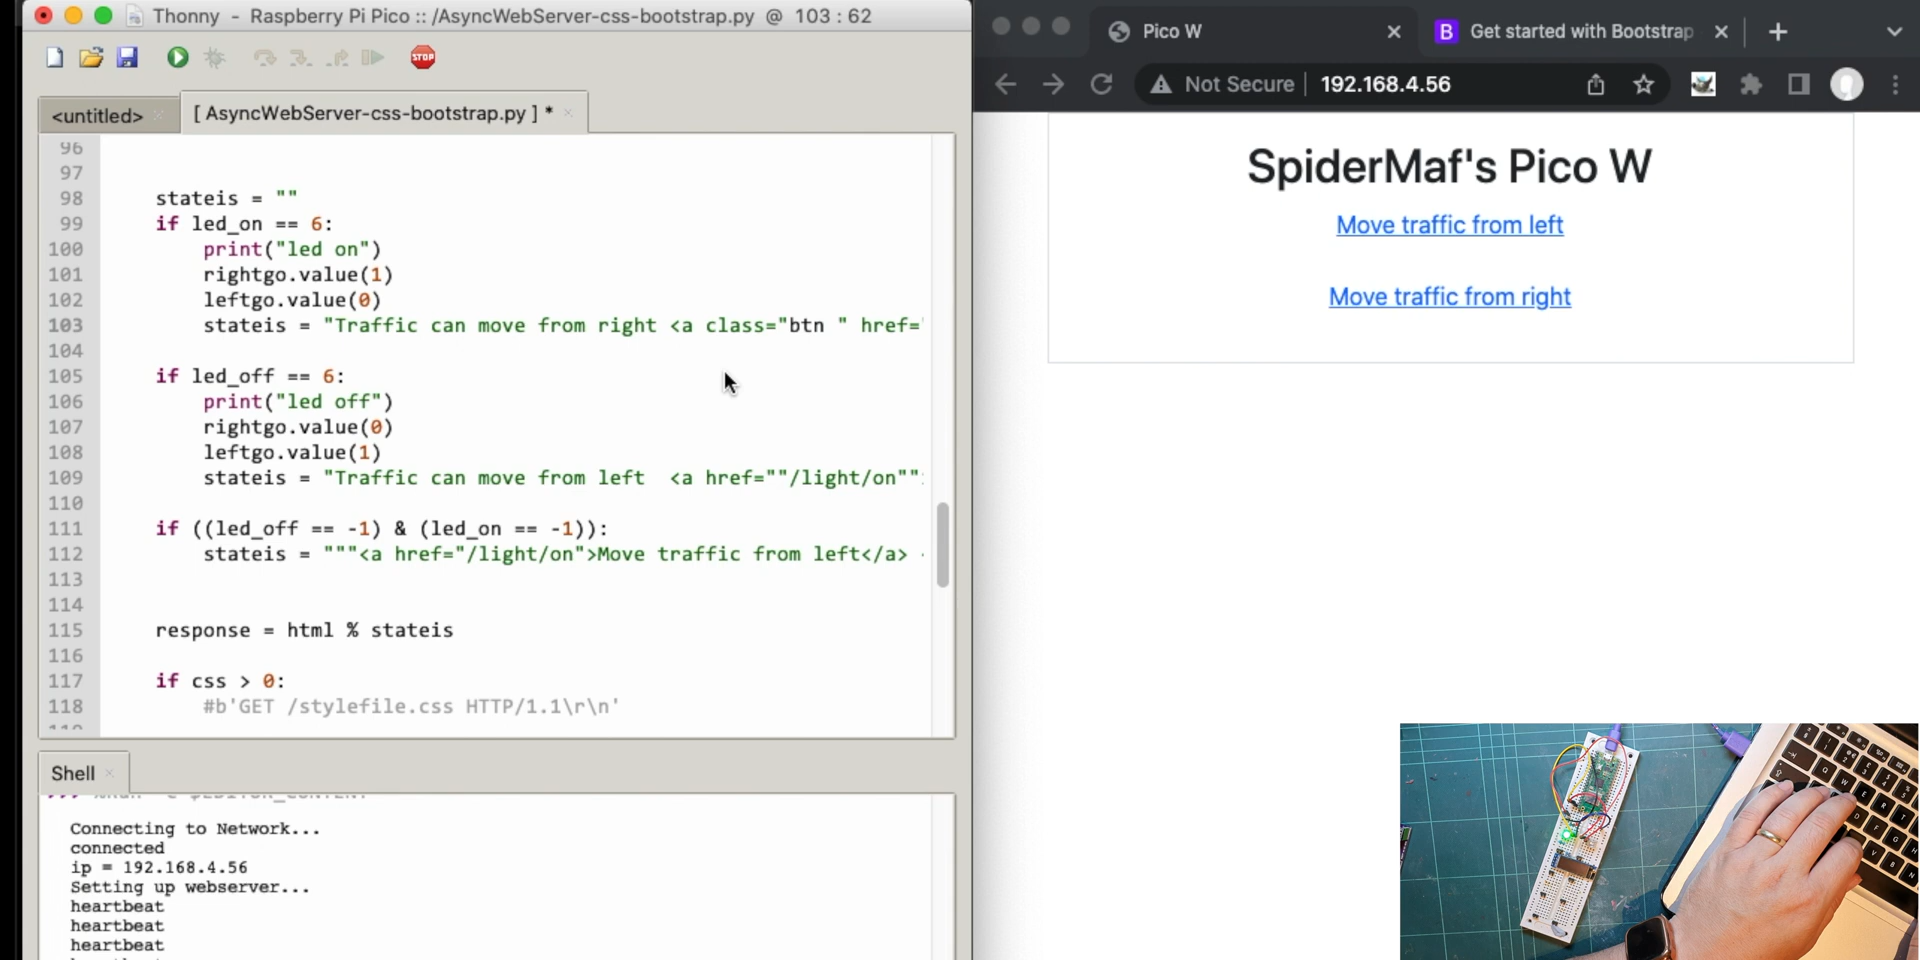 Thonny - Raspberry Pi Pico :: /AsyncWebServer-css-bootstrap.py @ 103 : 62
STOP
<untitled>
[ AsyncWebServer-css-bootstrap.py ] *
96
97
98 stateis = ""
99 if led_on == 6:
100 print("led on")
101 rightgo.value(1)
102 leftgo.value(0)
103 stateis = "Traffic can move from right <a class="btn " href=
104
105 if led_off == 6:
106 print("led off")
107 rightgo.value(0)
108 leftgo.value(1)
109 stateis = "Traffic can move from left  <a href=""/light/on""
110
111 if ((led_off == -1) & (led_on == -1)):
112 stateis = """<a href="/light/on">Move traffic from left</a>
113
114
115 response = html % stateis
116
117 if css > 0:
118 #b'GET /stylefile.css HTTP/1.1\r\n'
Shell
Connecting to Network...
connected
ip = 192.168.4.56
Setting up webserver...
heartbeat
heartbeat
heartbeat
Pico W
B Get started with Bootstrap
Not Secure 192.168.4.56
SpiderMaf's Pico W
Move traffic from left
Move traffic from right